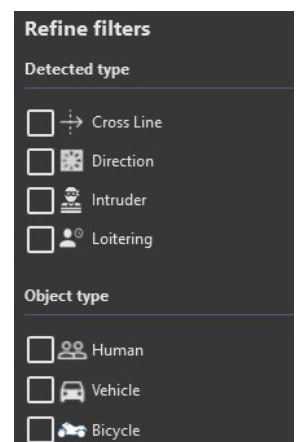 Refine filters
Detected type
Cross Line
Direction
Intruder
Loitering
Object type
Human
Vehicle
Bicycle